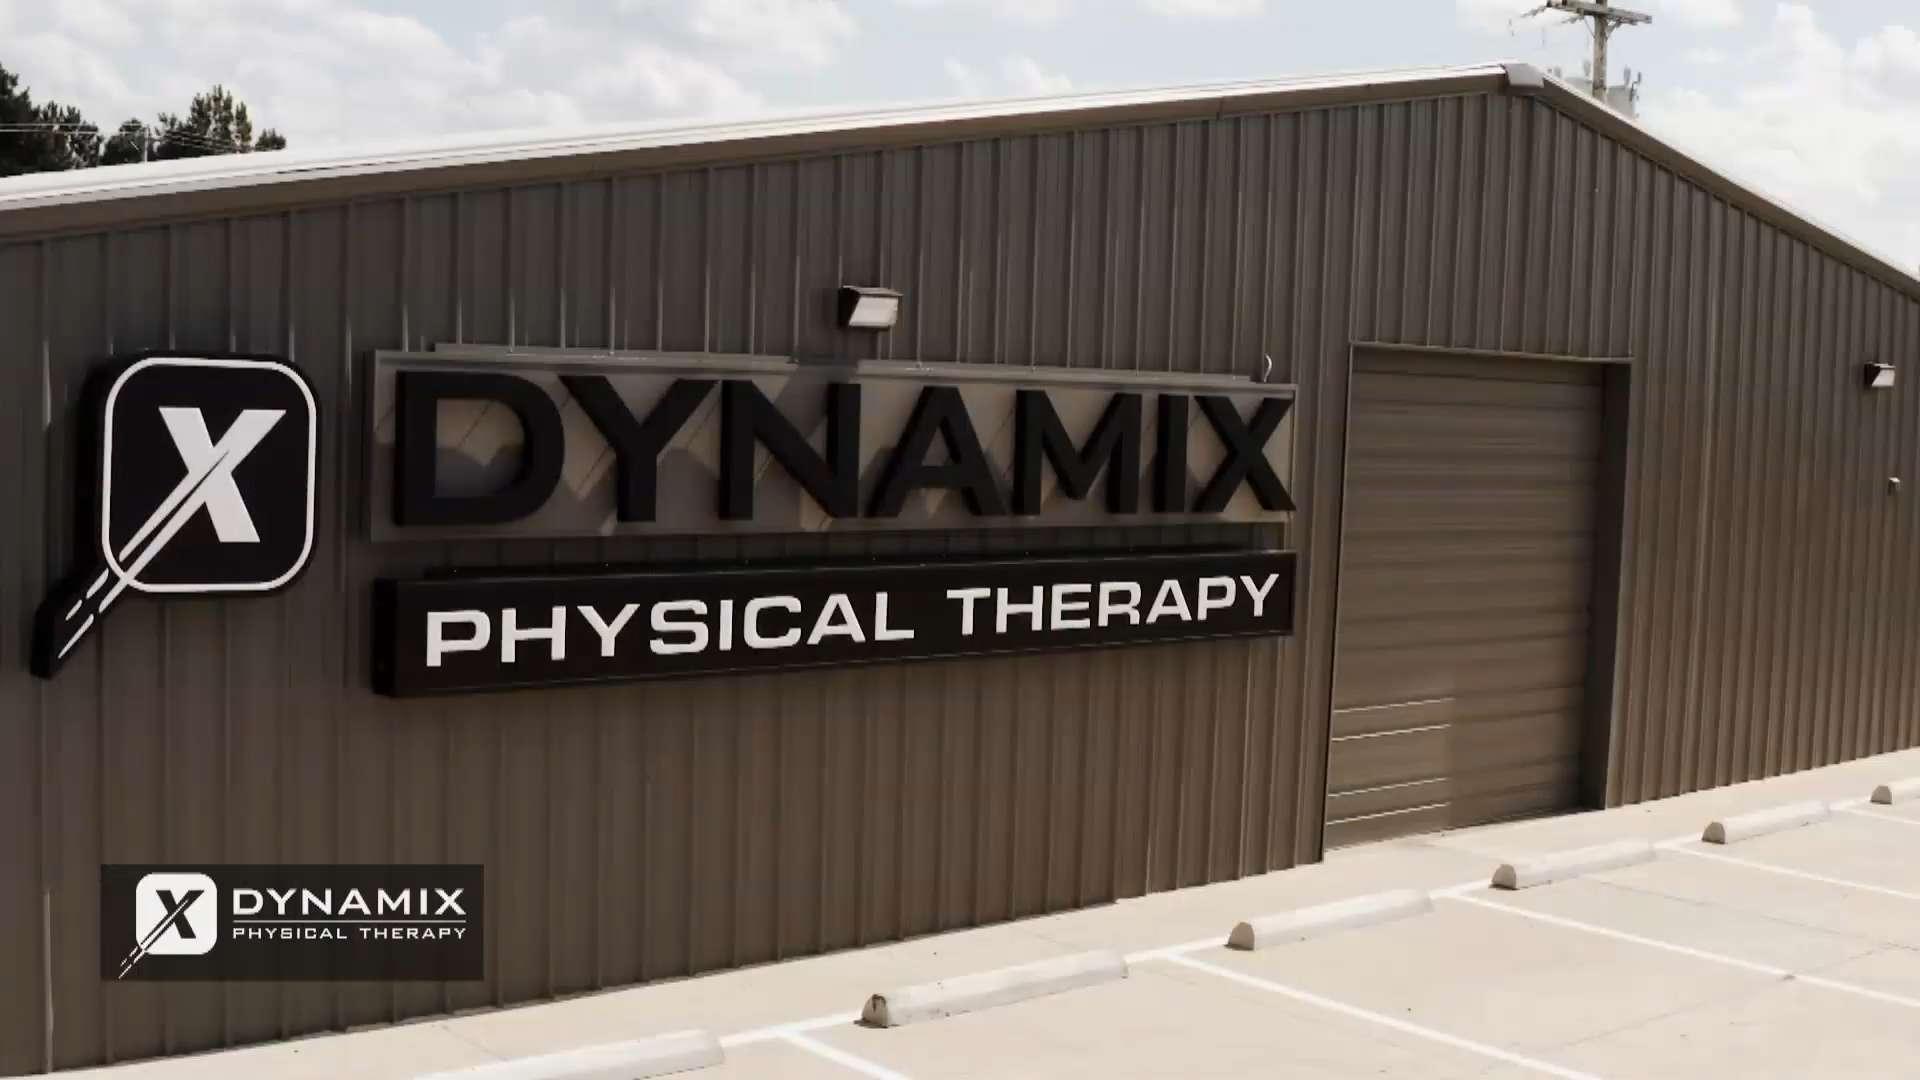 X
DYNAMIX
PHYSICAL THERAPY
X
DYNAMIX
PHYSICAL THERAPY